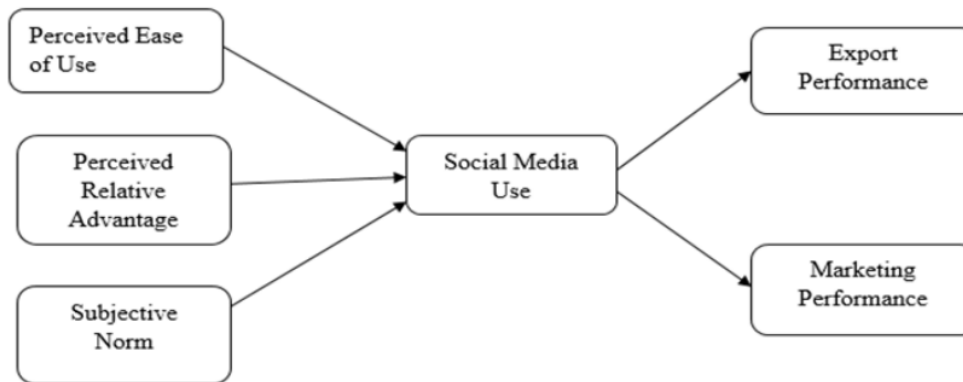 Perceived Ease
of Use
Perceived
Relative
Advantage
Subjective
Norm
Social Media
Use
Export
Performance
Marketing
Performance